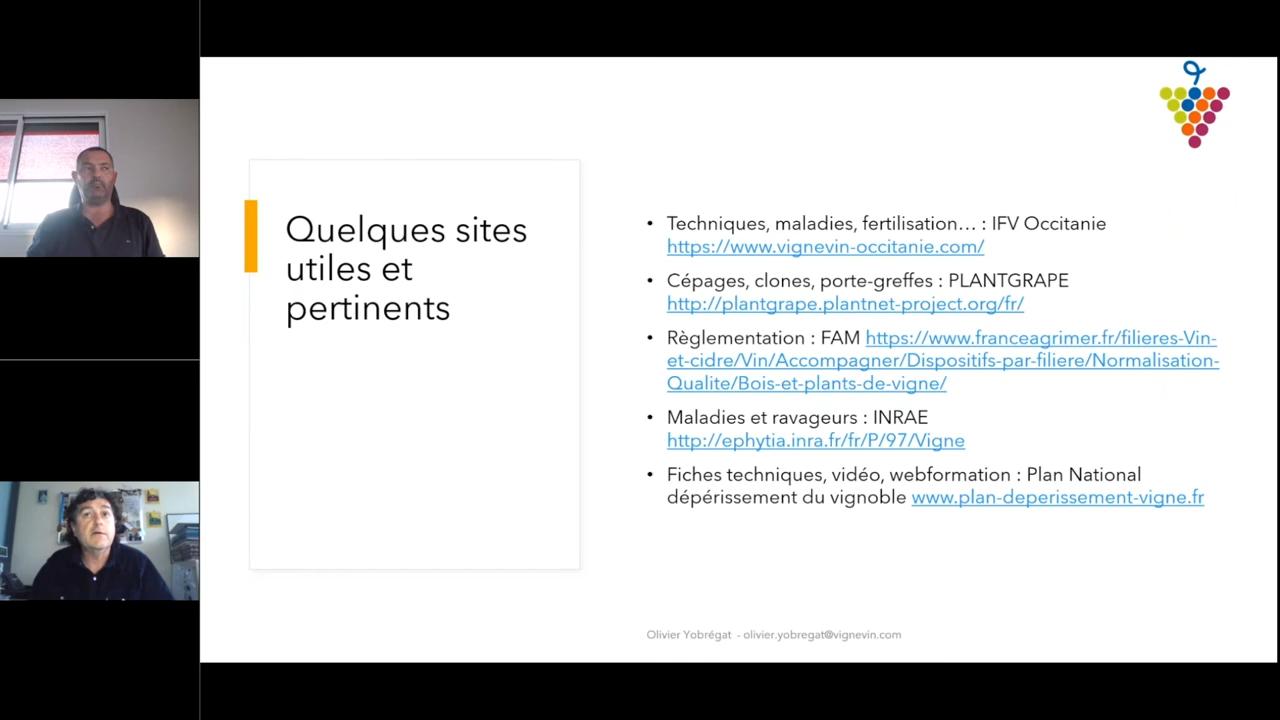 Quelques sites
utiles et
pertinents
• Techniques, maladies, fertilisation… : IFV Occitanie
https://www.vignevin-occitanie.com/
• Cépages, clones, porte-greffes : PLANTGRAPE
http://plantgrape.plantnet-project.org/fr/
• Règlementation : FAM https://www.franceagrimer.fr/filieres-Vin-
et-cidre/Vin/Accompagner/Dispositifs-par-filiere/Normalisation-
Qualite/Bois-et-plants-de-vigne/
• Maladies et ravageurs : INRAE
http://ephytia.inra.fr/fr/P/97/Vigne
• Fiches techniques, vidéo, webformation : Plan National
dépérissement du vignoble www.plan-deperissement-vigne.fr
Olivier Yobrégat - olivier.yobregat@vignevin.com